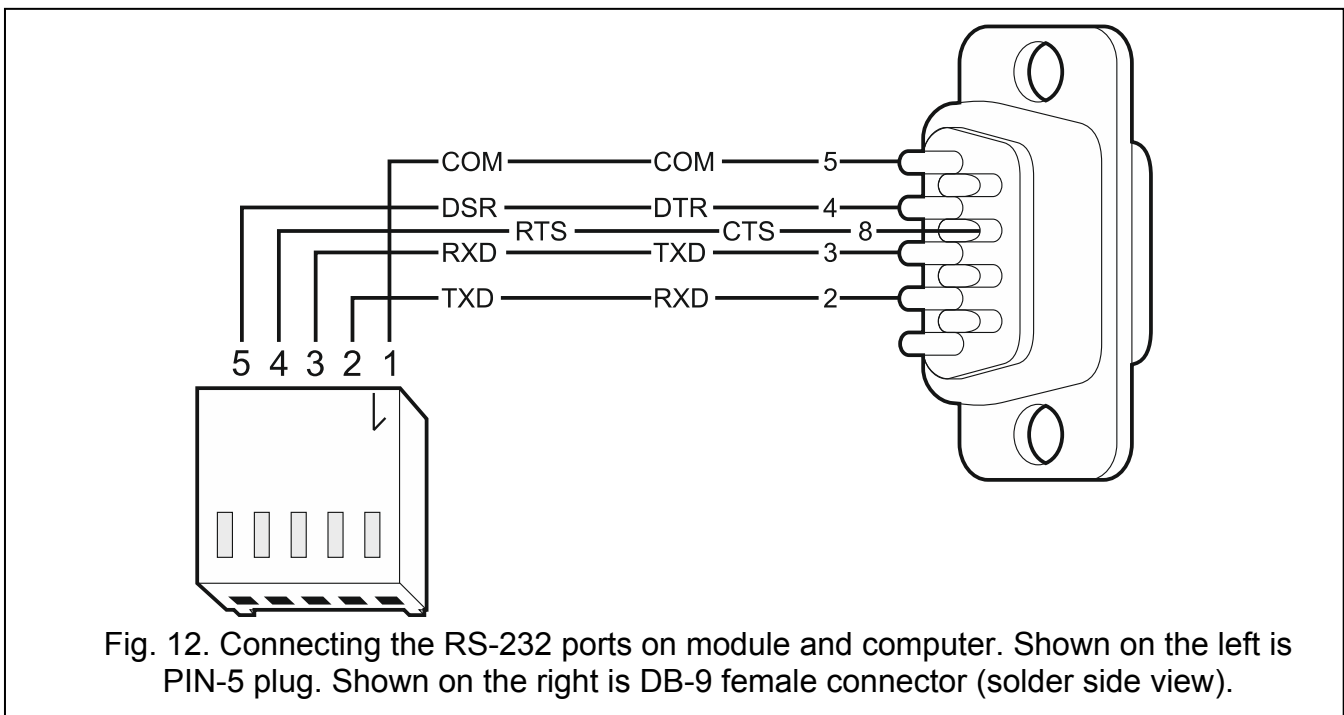 COM COM 5
DSR DTR 4
RTS CTS 8
RXD TXD 3
TXD RXD 2
5 4 3 2 1
Fig. 12. Connecting the RS-232 ports on module and computer. Shown on the left is
PIN-5 plug. Shown on the right is DB-9 female connector (solder side view).